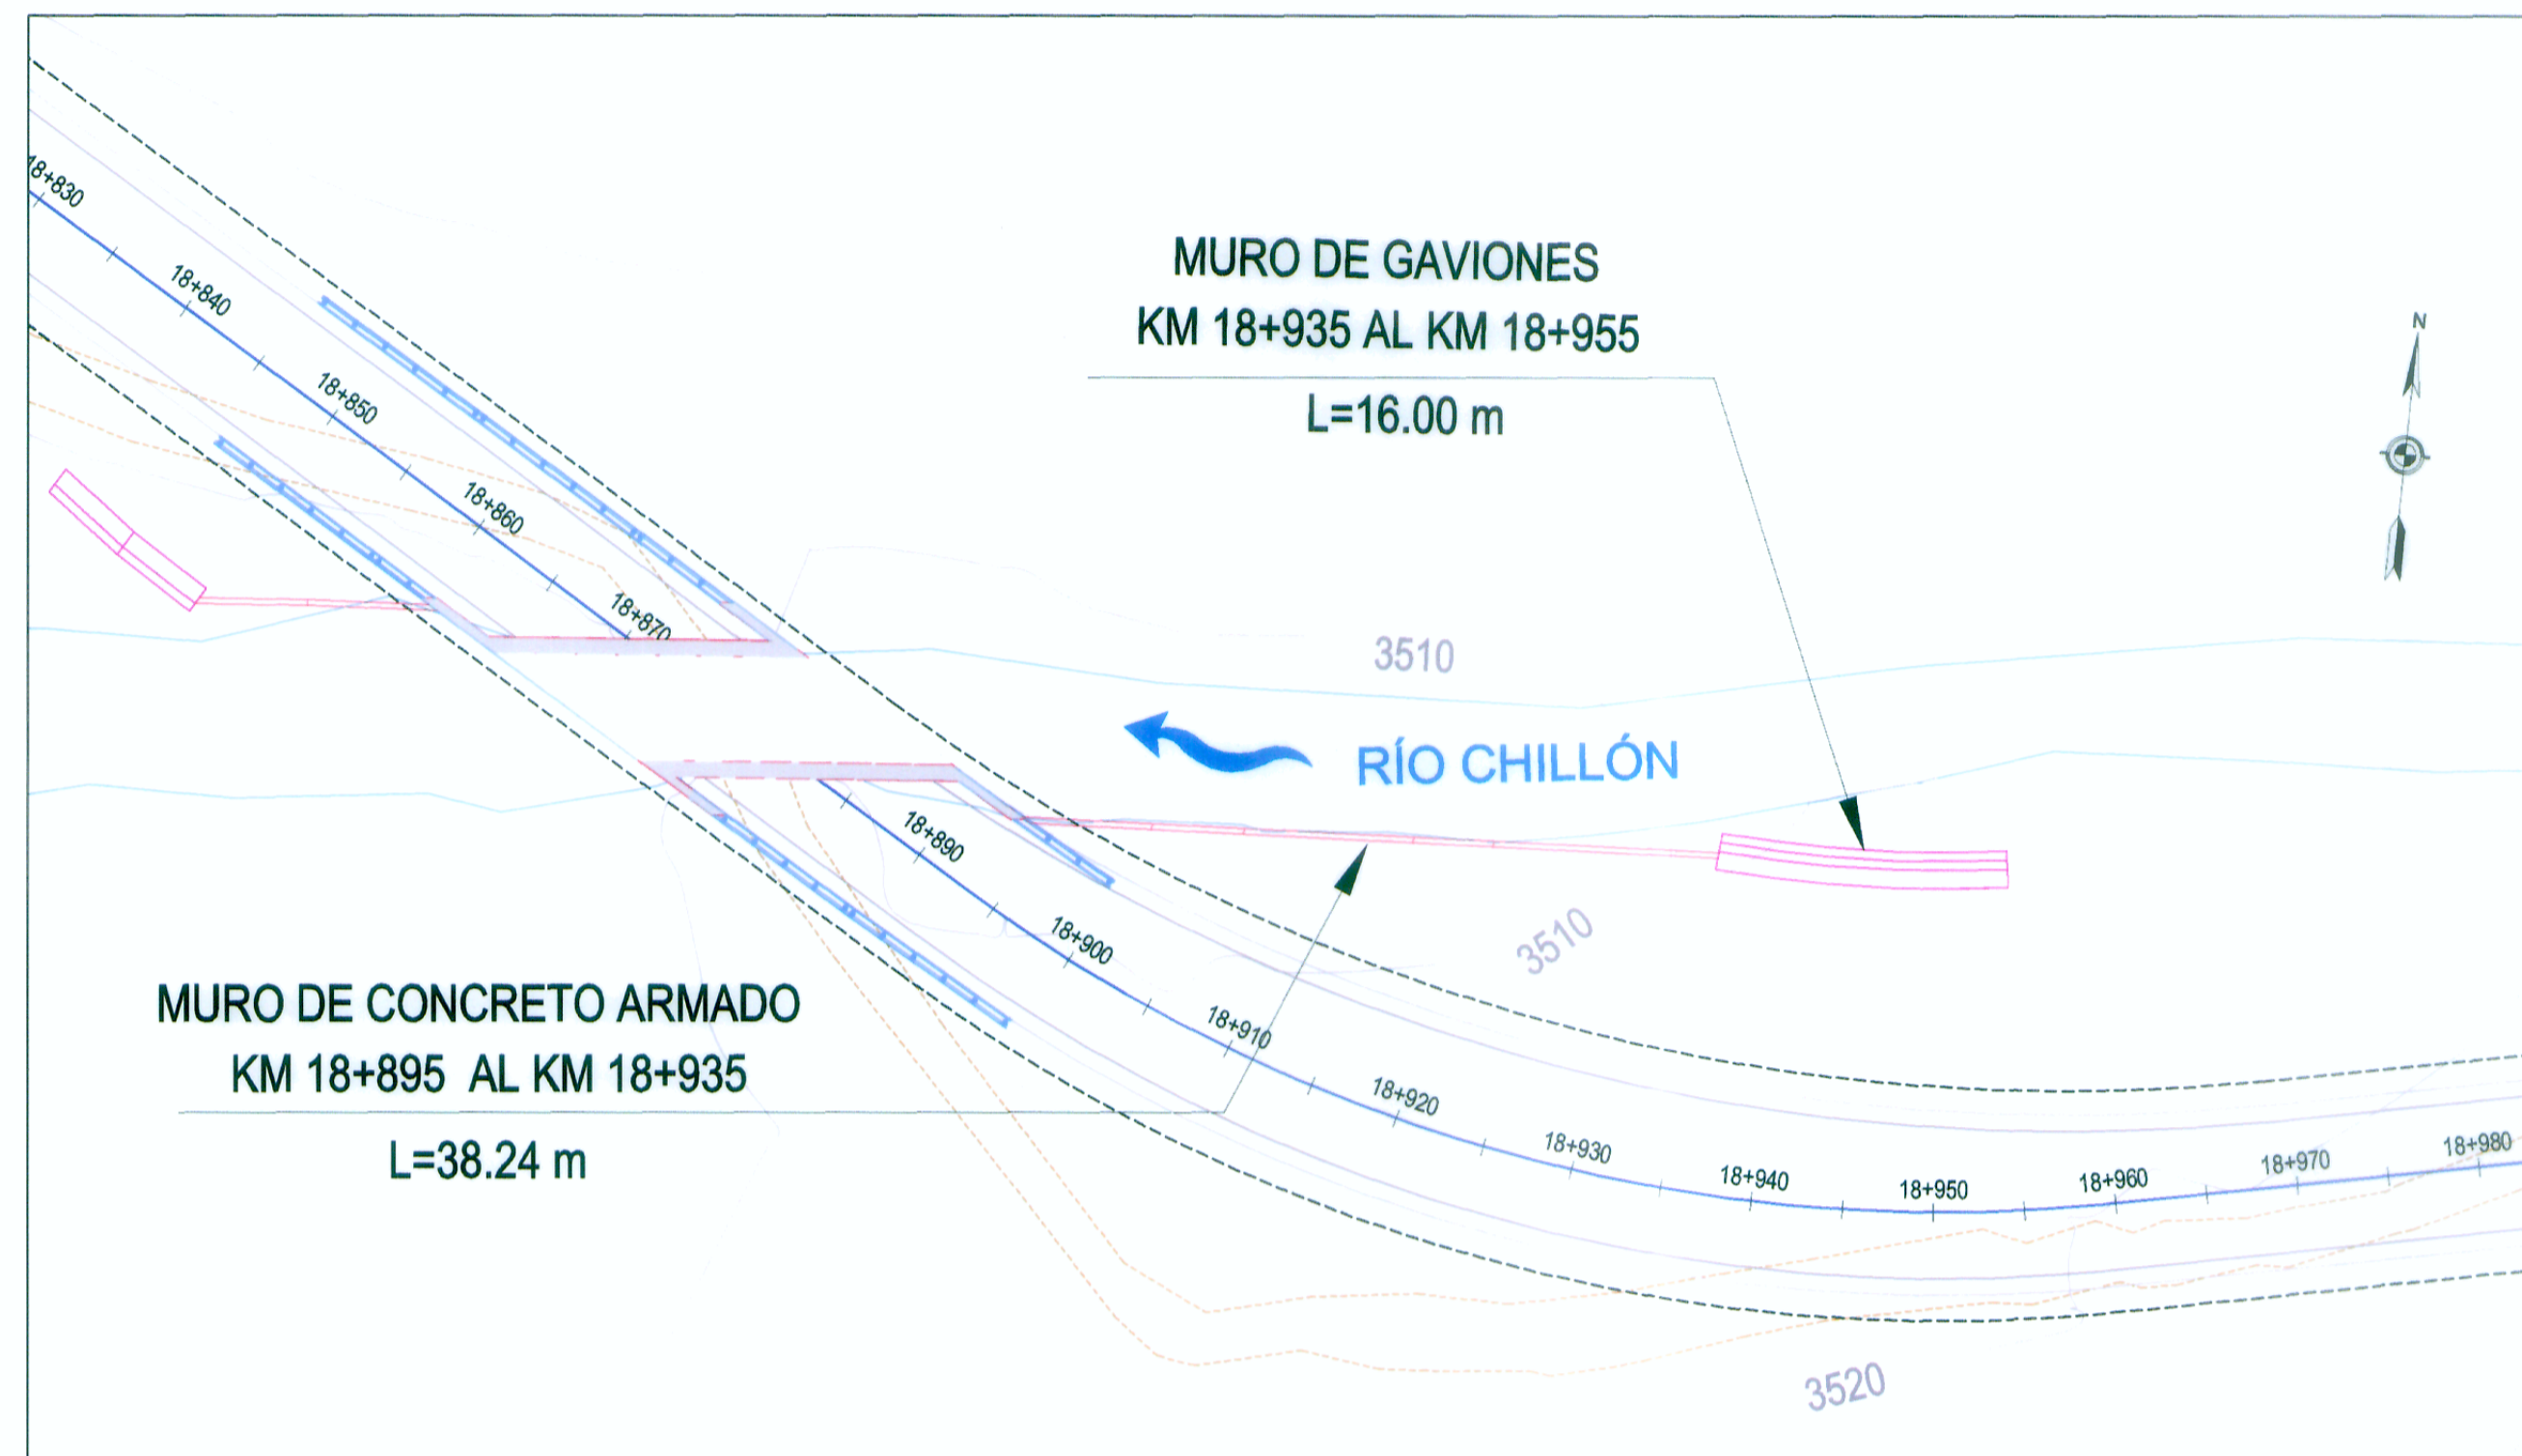 MURO DE GAVIONES
KM 18+935 AL KM 18+955
L=16.00 m
N
18+830
18+840
18+850
18+860
18+870
3510
RÍO CHILLÓN
18+890
18+900
3510
MURO DE CONCRETO ARMADO
KM 18+895 AL KM 18+935
L=38.24 m
18+910
18+920
18+930
18+940
18+950
18+960
18+970
18+980
3520